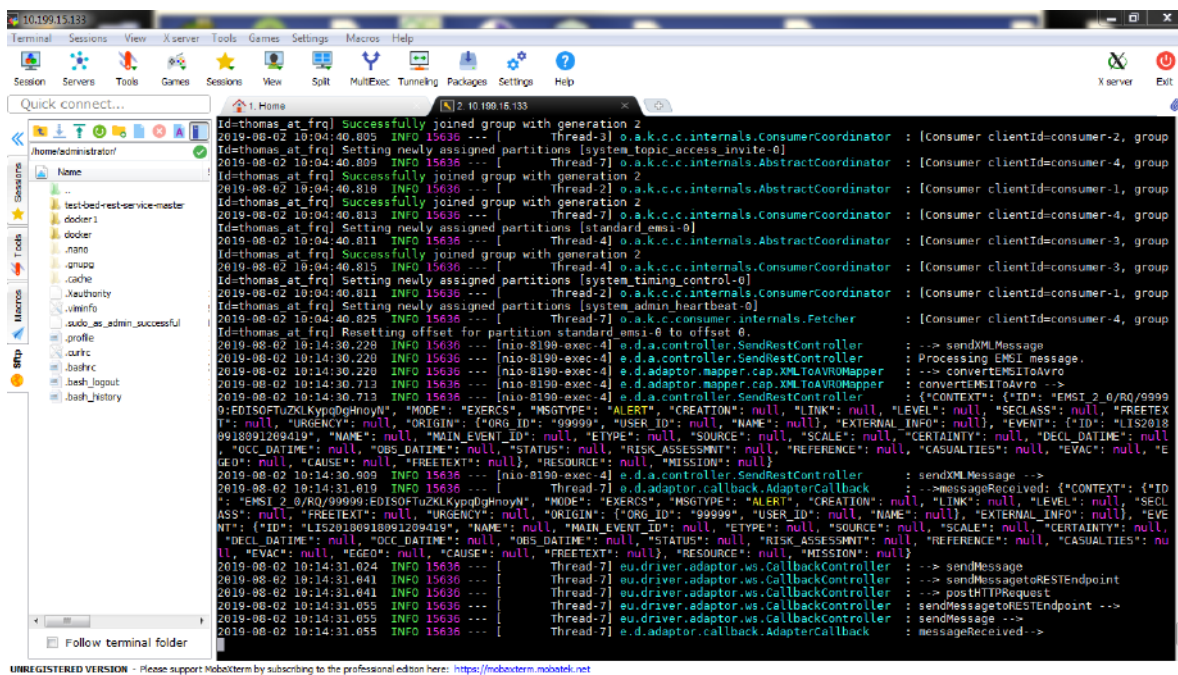 10.199.15.133
Terminal Sessions View X server Tools Games Settings Macros Help
Session Servers Tools Games Sessions View Split MultiExec Tunneling Packages Settings Help X server Exit
Quick connect...
1. Home 2. 10.199.15.133
/home/administrator/
Name
..
test-bed-rest-service-master
docker1
docker
.nano
.gnupg
.cache
.Xauthority
.viminfo
.sudo_as_admin_successful
.profile
.curlrc
.bashrc
.bash_logout
.bash_history
Sessions
Tools
Macros
Sftp
Follow terminal folder
Id=thomas_at_frq] Successfully joined group with generation 2
2019-08-02 10:04:40.805 INFO 15636 --- [ Thread-3] o.a.k.c.c.internals.ConsumerCoordinator : [Consumer clientId=consumer-2, group
Id=thomas_at_frq] Setting newly assigned partitions [system_topic_access_invite-0]
2019-08-02 10:04:40.809 INFO 15636 --- [ Thread-7] o.a.k.c.c.internals.AbstractCoordinator : [Consumer clientId=consumer-4, group
Id=thomas_at_frq] Successfully joined group with generation 2
2019-08-02 10:04:40.810 INFO 15636 --- [ Thread-2] o.a.k.c.c.internals.AbstractCoordinator : [Consumer clientId=consumer-1, group
Id=thomas_at_frq] Successfully joined group with generation 2
2019-08-02 10:04:40.813 INFO 15636 --- [ Thread-7] o.a.k.c.c.internals.ConsumerCoordinator : [Consumer clientId=consumer-4, group
Id=thomas_at_frq] Setting newly assigned partitions [standard_emsi-0]
2019-08-02 10:04:40.811 INFO 15636 --- [ Thread-4] o.a.k.c.c.internals.AbstractCoordinator : [Consumer clientId=consumer-3, group
Id=thomas_at_frq] Successfully joined group with generation 2
2019-08-02 10:04:40.815 INFO 15636 --- [ Thread-4] o.a.k.c.c.internals.ConsumerCoordinator : [Consumer clientId=consumer-3, group
Id=thomas_at_frq] Setting newly assigned partitions [system_timing_control-0]
2019-08-02 10:04:40.811 INFO 15636 --- [ Thread-2] o.a.k.c.c.internals.ConsumerCoordinator : [Consumer clientId=consumer-1, group
Id=thomas_at_frq] Setting newly assigned partitions [system_admin_heartbeat-0]
2019-08-02 10:04:40.825 INFO 15636 --- [ Thread-7] o.a.k.c.consumer.internals.Fetcher : [Consumer clientId=consumer-4, group
Id=thomas_at_frq] Resetting offset for partition standard_emsi-0 to offset 0.
2019-08-02 10:14:30.220 INFO 15636 --- [nio-8190-exec-4] e.d.a.controller.SendRestController : --> sendXMLMessage
2019-08-02 10:14:30.220 INFO 15636 --- [nio-8190-exec-4] e.d.a.controller.SendRestController : Processing EMSI message.
2019-08-02 10:14:30.220 INFO 15636 --- [nio-8190-exec-4] e.d.adaptor.mapper.cap.XMLToAVROMapper : --> convertEMSIToAvro
2019-08-02 10:14:30.713 INFO 15636 --- [nio-8190-exec-4] e.d.adaptor.mapper.cap.XMLToAVROMapper : convertEMSIToAvro -->
2019-08-02 10:14:30.713 INFO 15636 --- [nio-8190-exec-4] e.d.a.controller.SendRestController : {"CONTEXT": {"ID": "EMSI_2_0/RQ/9999
9:EDISOFTuZKLKypqDgHnoyN", "MODE": "EXERCS", "MSGTYPE": "ALERT", "CREATION": null, "LINK": null, "LEVEL": null, "SECLASS": null, "FREETEX
T": null, "URGENCY": null, "ORIGIN": {"ORG_ID": "99999", "USER_ID": null, "NAME": null}, "EXTERNAL_INFO": null}, "EVENT": {"ID": "LIS2018
0918091209419", "NAME": null, "MAIN_EVENT_ID": null, "ETYPE": null, "SOURCE": null, "SCALE": null, "CERTAINTY": null, "DECL_DATIME": null
, "OCC_DATIME": null, "OBS_DATIME": null, "STATUS": null, "RISK_ASSESSMNT": null, "REFERENCE": null, "CASUALTIES": null, "EVAC": null, "E
GEO": null, "CAUSE": null, "FREETEXT": null}, "RESOURCE": null, "MISSION": null}
2019-08-02 10:14:30.909 INFO 15636 --- [nio-8190-exec-4] e.d.a.controller.SendRestController : sendXMLMessage -->
2019-08-02 10:14:31.019 INFO 15636 --- [ Thread-7] e.d.adaptor.callback.AdapterCallback : -->messageReceived: {"CONTEXT": {"ID
": "EMSI_2_0/RQ/99999:EDISOFTuZKLKypqDgHnoyN", "MODE": "EXERCS", "MSGTYPE": "ALERT", "CREATION": null, "LINK": null, "LEVEL": null, "SECL
ASS": null, "FREETEXT": null, "URGENCY": null, "ORIGIN": {"ORG_ID": "99999", "USER_ID": null, "NAME": null}, "EXTERNAL_INFO": null}, "EVE
NT": {"ID": "LIS20180918091209419", "NAME": null, "MAIN_EVENT_ID": null, "ETYPE": null, "SOURCE": null, "SCALE": null, "CERTAINTY": null,
"DECL_DATIME": null, "OCC_DATIME": null, "OBS_DATIME": null, "STATUS": null, "RISK_ASSESSMNT": null, "REFERENCE": null, "CASUALTIES": nu
ll, "EVAC": null, "EGEO": null, "CAUSE": null, "FREETEXT": null}, "RESOURCE": null, "MISSION": null}
2019-08-02 10:14:31.024 INFO 15636 --- [ Thread-7] eu.driver.adaptor.ws.CallbackController : --> sendMessage
2019-08-02 10:14:31.041 INFO 15636 --- [ Thread-7] eu.driver.adaptor.ws.CallbackController : --> sendMessagetoRESTEndpoint
2019-08-02 10:14:31.041 INFO 15636 --- [ Thread-7] eu.driver.adaptor.ws.CallbackController : --> postHTTPRequest
2019-08-02 10:14:31.055 INFO 15636 --- [ Thread-7] eu.driver.adaptor.ws.CallbackController : sendMessagetoRESTEndpoint -->
2019-08-02 10:14:31.055 INFO 15636 --- [ Thread-7] eu.driver.adaptor.ws.CallbackController : sendMessage -->
2019-08-02 10:14:31.055 INFO 15636 --- [ Thread-7] e.d.adaptor.callback.AdapterCallback : messageReceived-->
UNREGISTERED VERSION - Please support MobaXterm by subscribing to the professional edition here: https://mobaxterm.mobatek.net